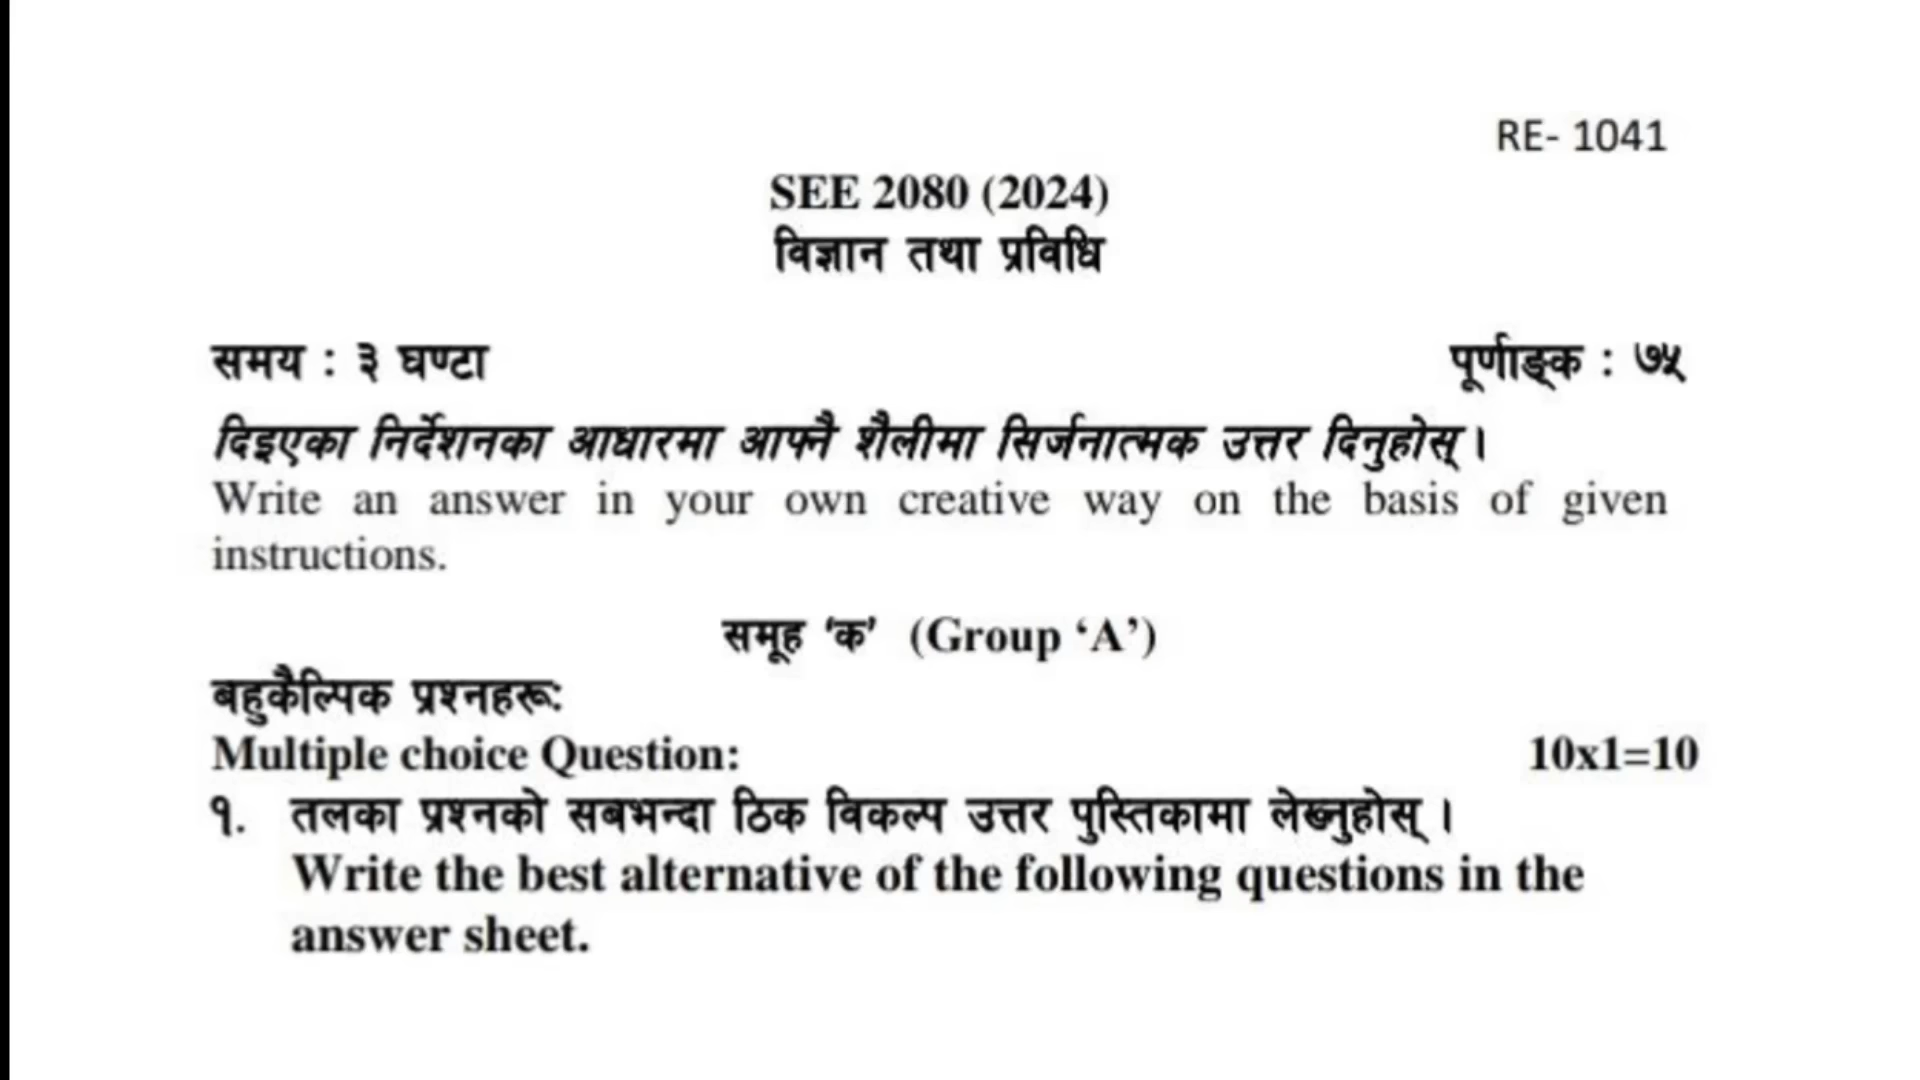 RE- 1041
SEE 2080 (2024)
विज्ञान तथा प्रविधि
समय : ३ घण्टा पूर्णाङ्क : ७५
दिइएका निर्देशनका आधारमा आफ्नै शैलीमा सिर्जनात्मक उत्तर दिनुहोस् ।
Write an answer in your own creative way on the basis of given
instructions.
समूह ‘क’ (Group ‘A’)
बहुकैल्पिक प्रश्नहरूः
Multiple choice Question: 10x1=10
१. तलका प्रश्नको सबभन्दा ठिक विकल्प उत्तर पुस्तिकामा लेख्नुहोस् ।
Write the best alternative of the following questions in the
answer sheet.